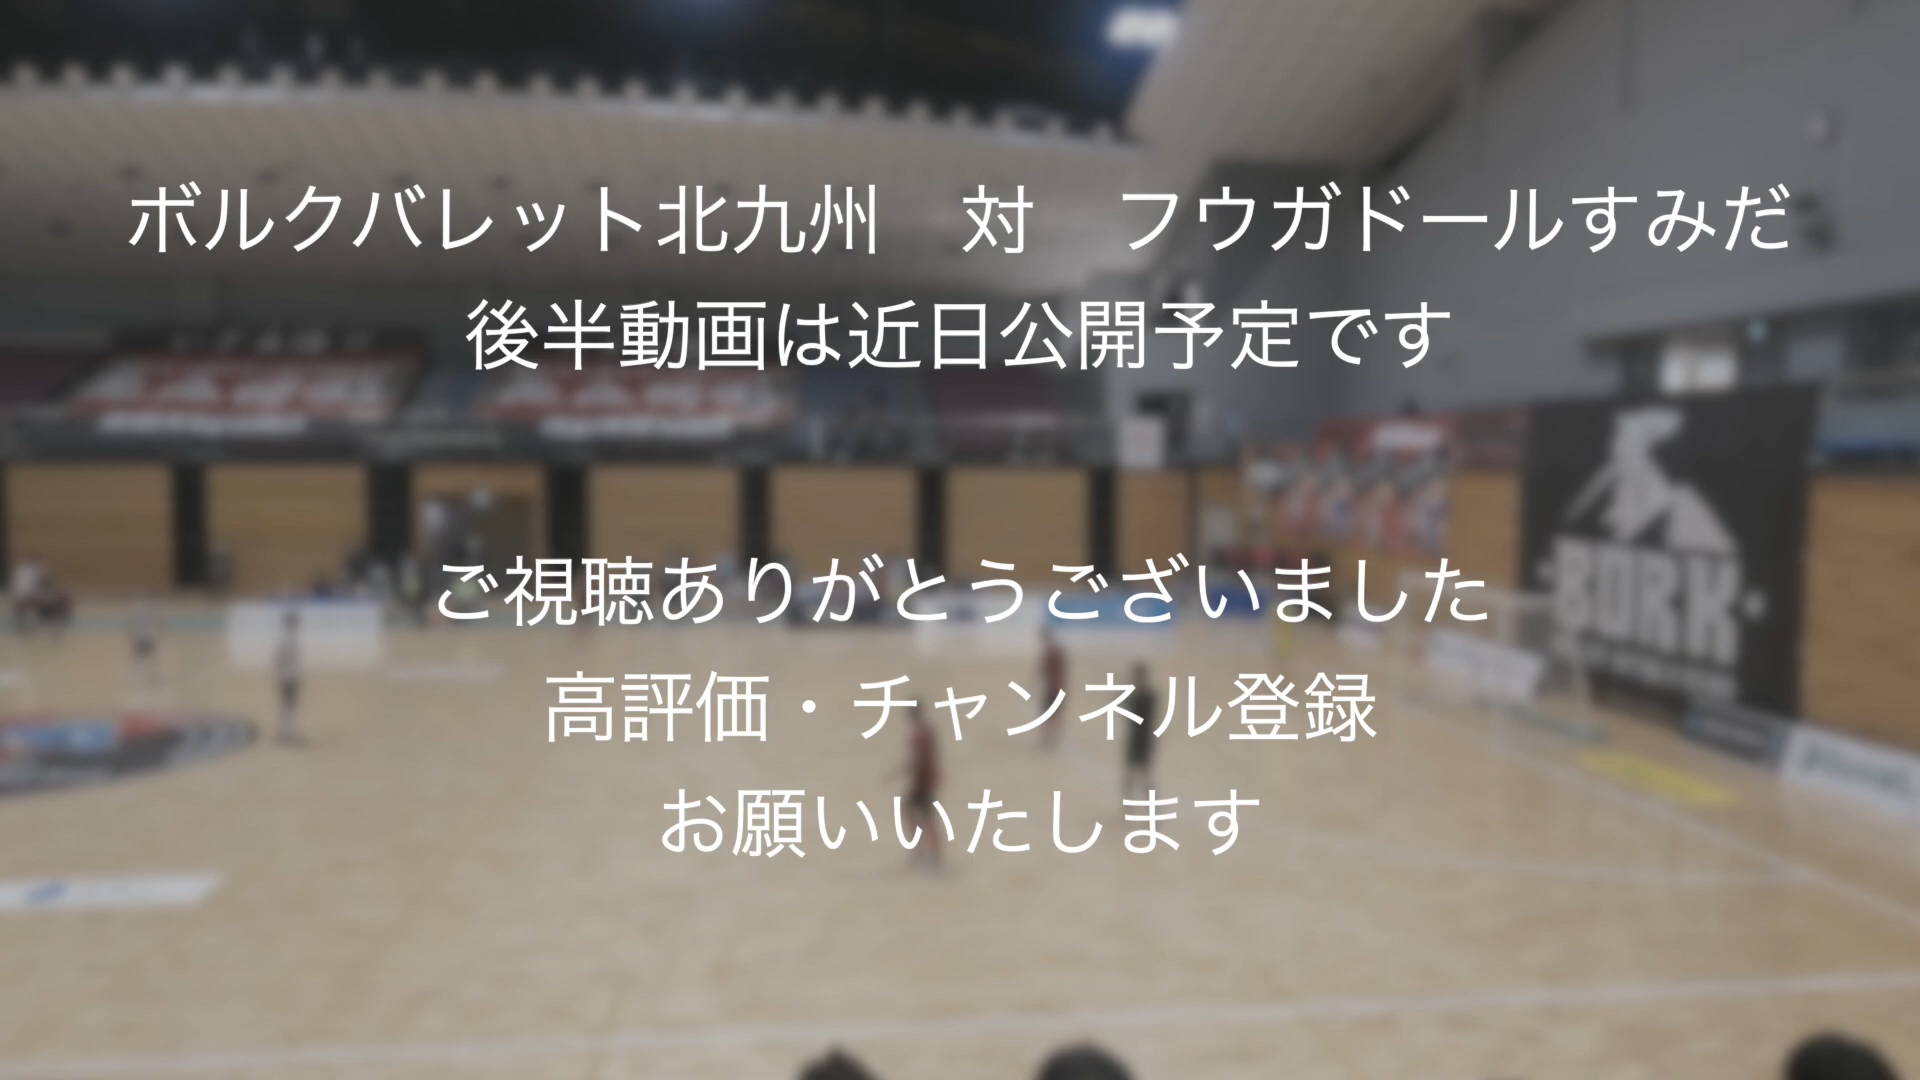 ボルクバレット北九州　対　フウガドールすみだ
後半動画は近日公開予定です
ご視聴ありがとうございました
高評価・チャンネル登録
お願いいたします
BORK